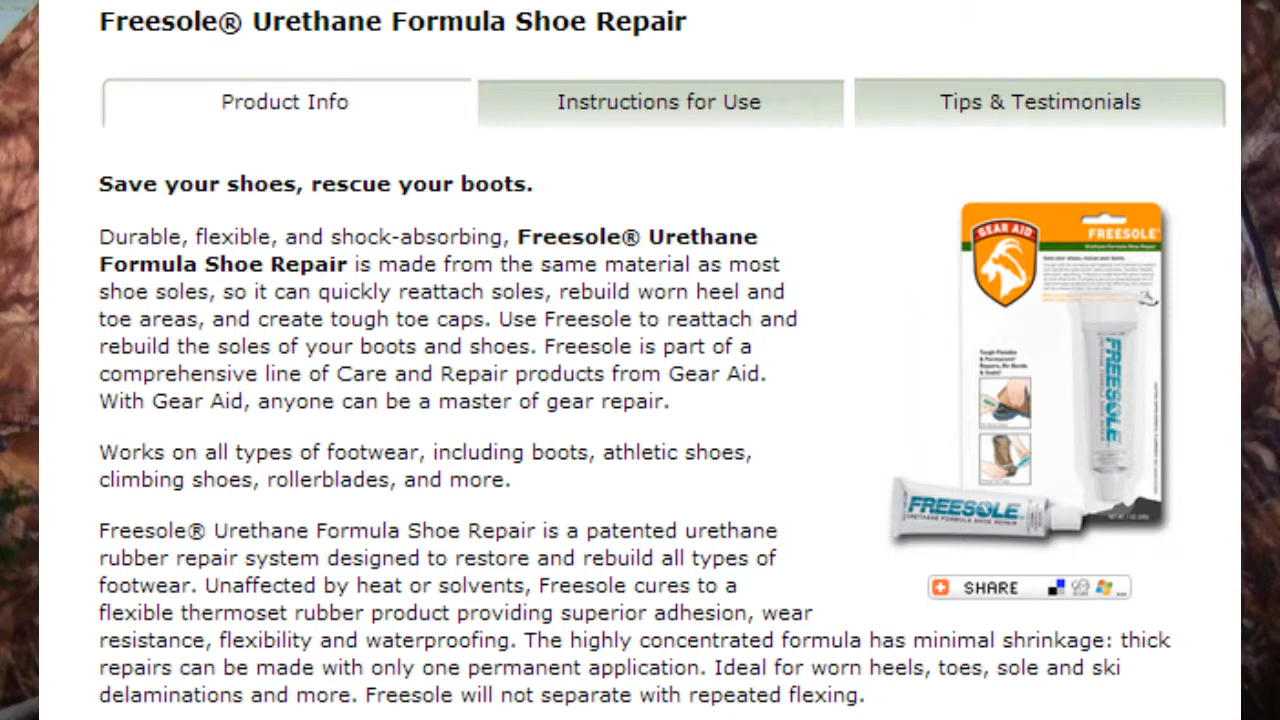 Freesole® Urethane Formula Shoe Repair
Product Info
Instructions for Use
Tips & Testimonials
Save your shoes, rescue your boots.
Durable, flexible, and shock-absorbing, Freesole® Urethane
Formula Shoe Repair is made from the same material as most
shoe soles, so it can quickly reattach soles, rebuild worn heel and
toe areas, and create tough toe caps. Use Freesole to reattach and
rebuild the soles of your boots and shoes. Freesole is part of a
comprehensive line of Care and Repair products from Gear Aid.
With Gear Aid, anyone can be a master of gear repair.
Works on all types of footwear, including boots, athletic shoes,
climbing shoes, rollerblades, and more.
Freesole® Urethane Formula Shoe Repair is a patented urethane
rubber repair system designed to restore and rebuild all types of
footwear. Unaffected by heat or solvents, Freesole cures to a
flexible thermoset rubber product providing superior adhesion, wear
resistance, flexibility and waterproofing. The highly concentrated formula has minimal shrinkage: thick
repairs can be made with only one permanent application. Ideal for worn heels, toes, sole and ski
delaminations and more. Freesole will not separate with repeated flexing.
GEAR AID
FREESOLE
Urethane Formula Shoe Repair
Save your shoes, rescue your boots.
FREESOLE
FREESOLE
URETHANE FORMULA SHOE REPAIR
SHARE